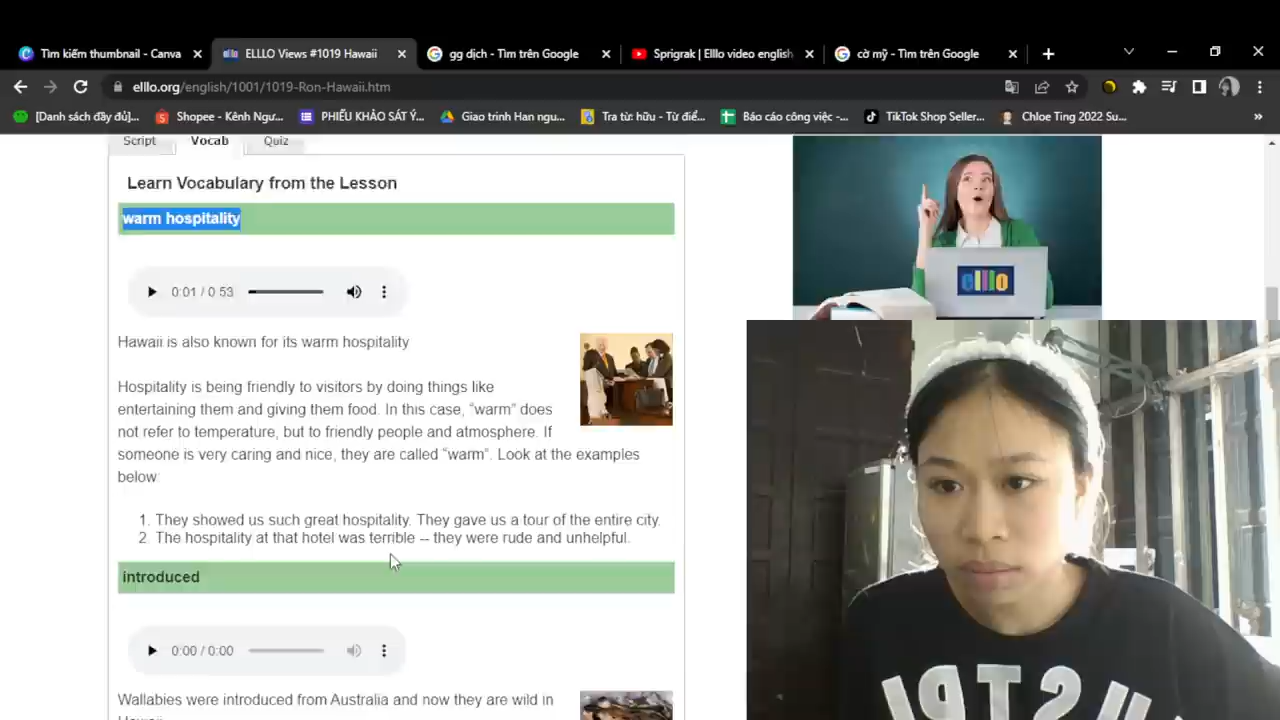 Tìm kiếm thumbnail - Canva
ELLLO Views #1019 Hawaii
gg dịch - Tìm trên Google
Sprigrak | Elllo video english
cờ mỹ - Tìm trên Google
elllo.org/english/1001/1019-Ron-Hawaii.htm
[Danh sách đầy đủ]...
Shopee - Kênh Ngư...
PHIẾU KHẢO SÁT Ý...
Giao trinh Han ngu...
Tra từ: hữu - Từ điể...
Báo cáo công việc -...
TikTok Shop Seller...
Chloe Ting 2022 Su...
»
Script
Vocab
Quiz
Learn Vocabulary from the Lesson
warm hospitality
0:01 / 0:53
Hawaii is also known for its warm hospitality
Hospitality is being friendly to visitors by doing things like
entertaining them and giving them food. In this case, “warm” does
not refer to temperature, but to friendly people and atmosphere. If
someone is very caring and nice, they are called “warm”. Look at the examples
below:
1. They showed us such great hospitality. They gave us a tour of the entire city.
2. The hospitality at that hotel was terrible -- they were rude and unhelpful.
introduced
0:00 / 0:00
Wallabies were introduced from Australia and now they are wild in
Hawaii
elllo